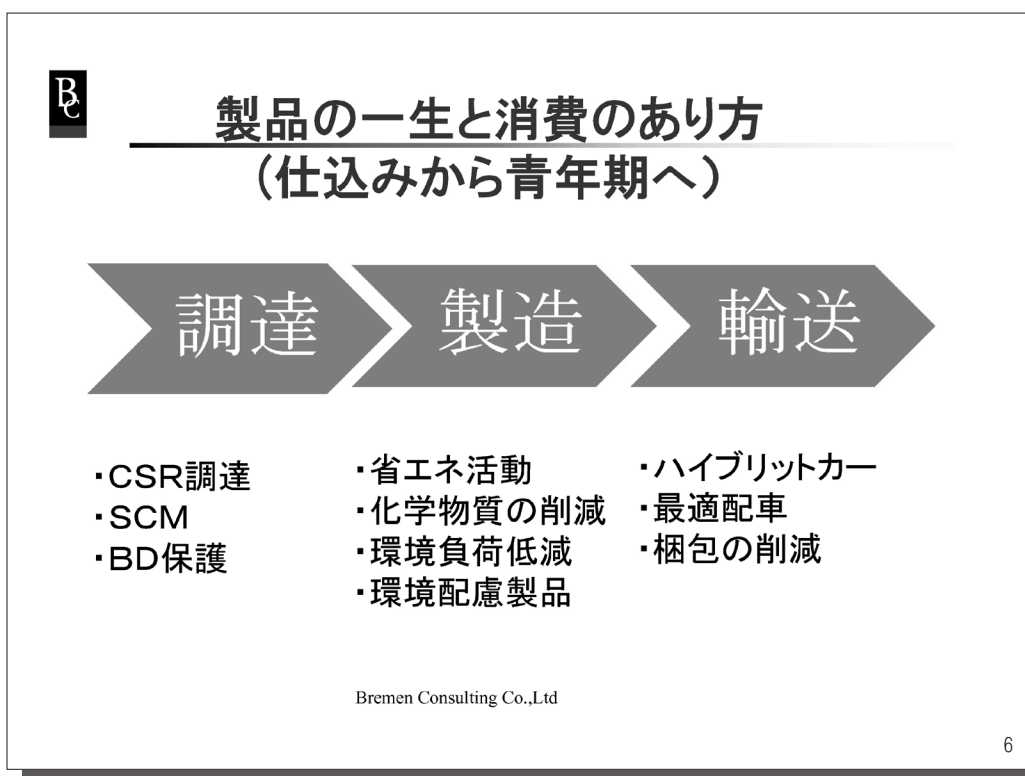 BC
製品の一生と消費のあり方
（仕込みから青年期へ）
調達
製造
輸送
・CSR調達
・SCM
・BD保護
・省エネ活動
・化学物質の削減
・環境負荷低減
・環境配慮製品
・ハイブリットカー
・最適配車
・梱包の削減
Bremen Consulting Co.,Ltd
6